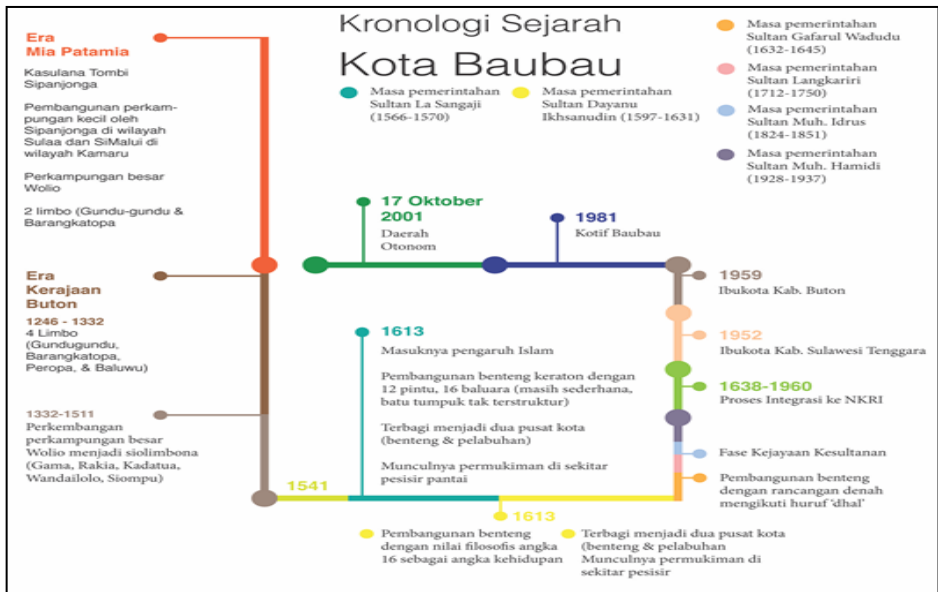 Kronologi Sejarah
Kota Baubau
Masa pemerintahan
Sultan La Sangaji
(1566-1570)
Masa pemerintahan
Sultan Dayanu
Ikhsanudin (1597-1631)
Masa pemerintahan
Sultan Gafarul Wadudu
(1632-1645)
Masa pemerintahan
Sultan Langkariri
(1712-1750)
Masa pemerintahan
Sultan Muh. Idrus
(1824-1851)
Masa pemerintahan
Sultan Muh. Hamidi
(1928-1937)
Era
Mia Patamia
Kasulana Tombi
Sipanjonga
Pembangunan perkam-
pungan kecil oleh
Sipanjonga di wilayah
Sulaa dan SiMalui di
wilayah Kamaru
Perkampungan besar
Wolio
2 limbo (Gundu-gundu &
Barangkatopa
Era
Kerajaan
Buton
1246 - 1332
4 Limbo
(Gundugundu,
Barangkatopa,
Peropa, & Baluwu)
1332-1511
Perkembangan
perkampungan besar
Wolio menjadi siolimbona
(Gama, Rakia, Kadatua,
Wandailolo, Siompu)
1541
1613
Masuknya pengaruh Islam
Pembangunan benteng keraton dengan
12 pintu, 16 baluara (masih sederhana,
batu tumpuk tak terstruktur)
Terbagi menjadi dua pusat kota
(benteng & pelabuhan)
Munculnya permukiman di sekitar
pesisir pantai
1613
Pembangunan benteng
dengan nilai filosofis angka
16 sebagai angka kehidupan
Terbagi menjadi dua pusat kota
(benteng & pelabuhan
Munculnya permukiman di
sekitar pesisir
Pembangunan benteng
dengan rancangan denah
mengikuti huruf 'dhal'
Fase Kejayaan Kesultanan
1638-1960
Proses Integrasi ke NKRI
1952
Ibukota Kab. Sulawesi Tenggara
1959
Ibukota Kab. Buton
1981
Kotif Baubau
17 Oktober
2001
Daerah
Otonom